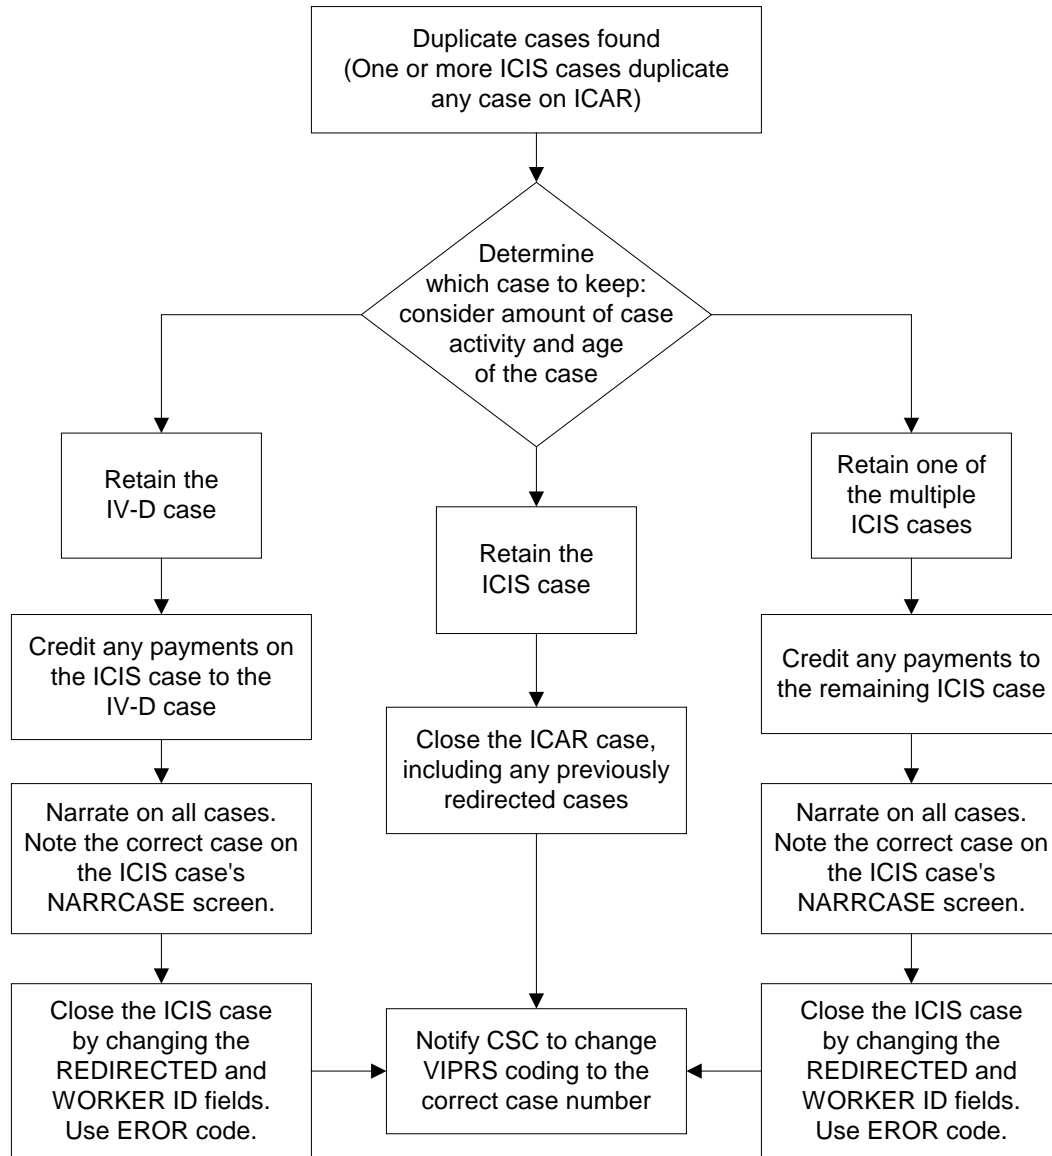 Duplicate cases found
(One or more ICIS cases duplicate
any case on ICAR)
Determine
which case to keep:
consider amount of case
activity and age
of the case
Retain the
IV-D case
Credit any payments on
the ICIS case to the
IV-D case
Narrate on all cases.
Note the correct case on
the ICIS case's
NARRCASE screen.
Close the ICIS case
by changing the
REDIRECTED and
WORKER ID fields.
Use EROR code.
Retain the
ICIS case
Close the ICAR case,
including any previously
redirected cases
Notify CSC to change
VIPRS coding to the
correct case number
Retain one of
the multiple
ICIS cases
Credit any payments to
the remaining ICIS case
Narrate on all cases.
Note the correct case on
the ICIS case's
NARRCASE screen.
Close the ICIS case
by changing the
REDIRECTED and
WORKER ID fields.
Use EROR code.